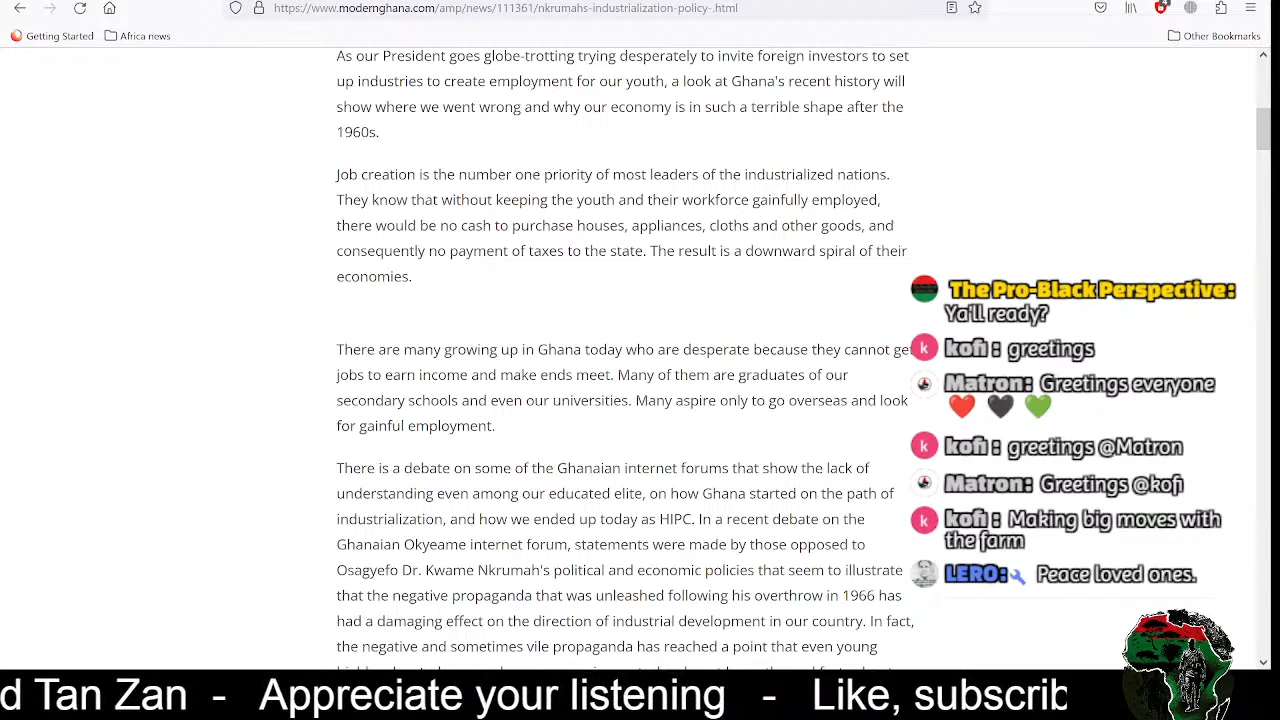 https://www.modernghana.com/amp/news/111361/nkrumahs-industrialization-policy-.html
4
Getting Started
Africa news
Other Bookmarks
As our President goes globe-trotting trying desperately to invite foreign investors to set
up industries to create employment for our youth, a look at Ghana's recent history will
show where we went wrong and why our economy is in such a terrible shape after the
1960s.
Job creation is the number one priority of most leaders of the industrialized nations.
They know that without keeping the youth and their workforce gainfully employed,
there would be no cash to purchase houses, appliances, cloths and other goods, and
consequently no payment of taxes to the state. The result is a downward spiral of their
economies.
There are many growing up in Ghana today who are desperate because they cannot get
jobs to earn income and make ends meet. Many of them are graduates of our
secondary schools and even our universities. Many aspire only to go overseas and look
for gainful employment.
There is a debate on some of the Ghanaian internet forums that show the lack of
understanding even among our educated elite, on how Ghana started on the path of
industrialization, and how we ended up today as HIPC. In a recent debate on the
Ghanaian Okyeame internet forum, statements were made by those opposed to
Osagyefo Dr. Kwame Nkrumah's political and economic policies that seem to illustrate
that the negative propaganda that was unleashed following his overthrow in 1966 has
had a damaging effect on the direction of industrial development in our country. In fact,
the negative and sometimes vile propaganda has reached a point that even young
The Pro-Black Perspective:
Ya'll ready?
k kofi : greetings
Matron: Greetings everyone
❤️ 🖤 💚
k kofi : greetings @Matron
Matron: Greetings @kofi
k kofi : Making big moves with
the farm
LERO: Peace loved ones.
d Tan Zan - Appreciate your listening - Like, subscrib